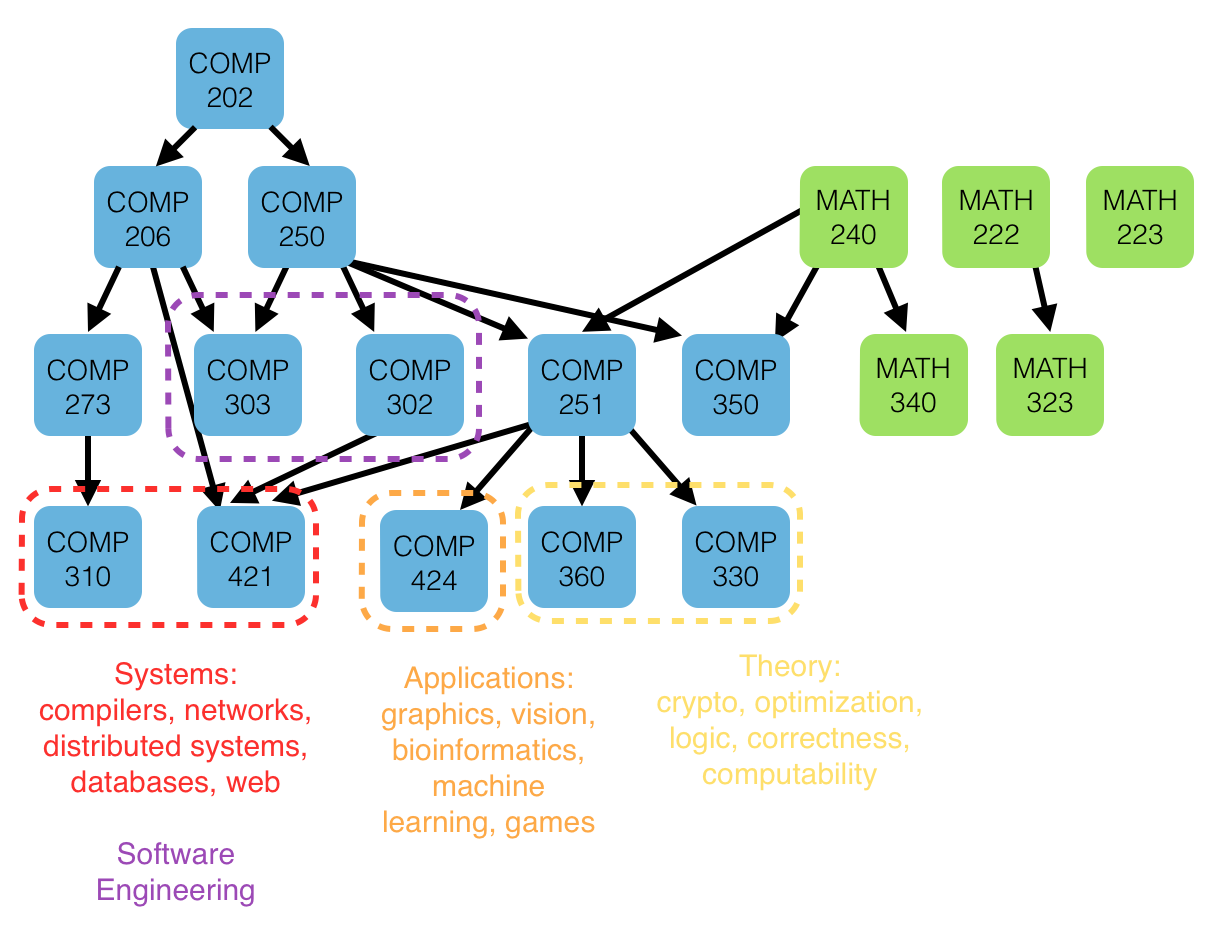 COMP
202
COMP
206
COMP
250
MATH
240
MATH
222
MATH
223
COMP
273
COMP
303
COMP
302
COMP
251
COMP
350
MATH
340
MATH
323
COMP
310
COMP
421
COMP
424
COMP
360
COMP
330
Systems:
compilers, networks,
distributed systems,
databases, web
Applications:
graphics, vision,
bioinformatics,
machine
learning, games
Theory:
crypto, optimization,
logic, correctness,
computability
Software
Engineering